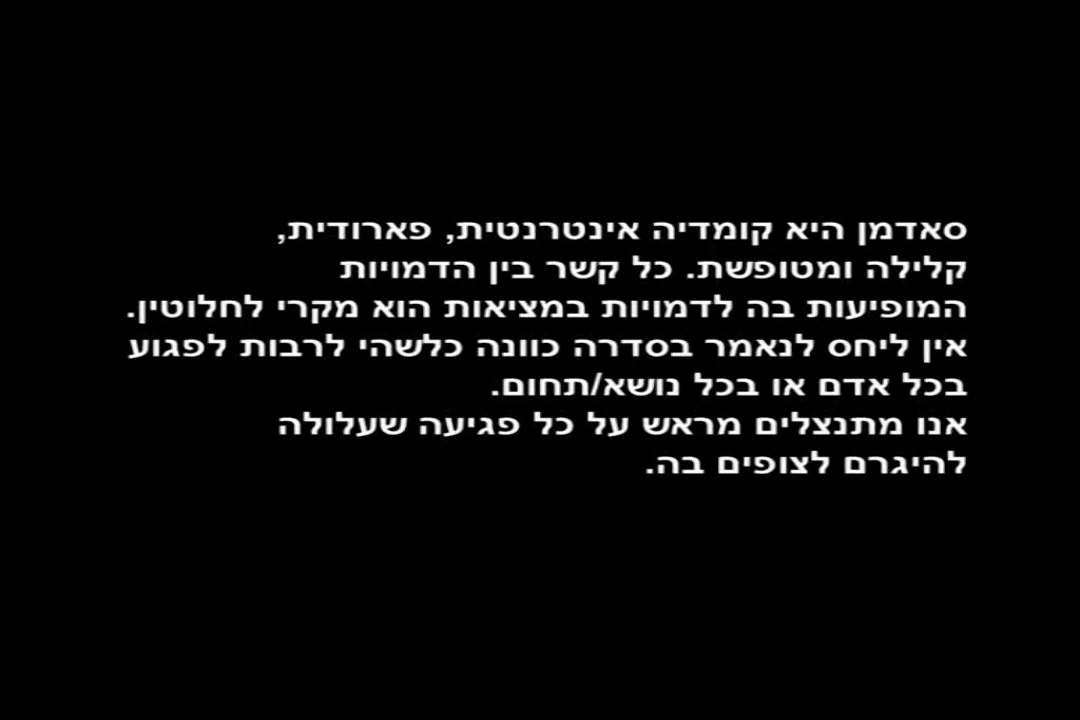 סאדמן היא קומדיה אינטרנטית, פארודית,
קלילה ומטופשת. כל קשר בין הדמויות
המופיעות בה לדמויות במציאות הוא מקרי לחלוטין.
אין ליחס לנאמר בסדרה כוונה כלשהי לרבות לפגוע
בכל אדם או בכל נושא/תחום.
אנו מתנצלים מראש על כל פגיעה שעלולה
להיגרם לצופים בה.